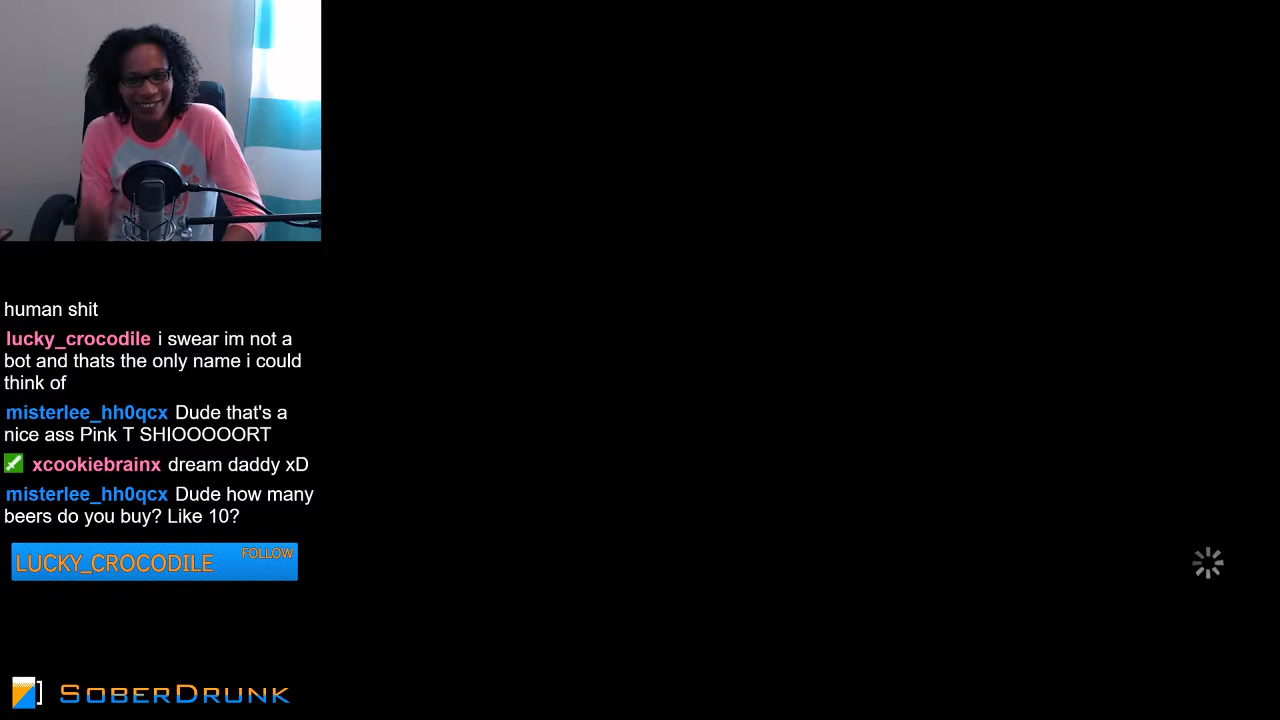 human shit
lucky_crocodile i swear im not a
bot and thats the only name i could
think of
misterlee_hh0qcx Dude that's a
nice ass Pink T SHIOOOOORT
xcookiebrainx dream daddy xD
misterlee_hh0qcx Dude how many
beers do you buy? Like 10?
LUCKY_CROCODILE FOLLOW
SOBERDRUNK